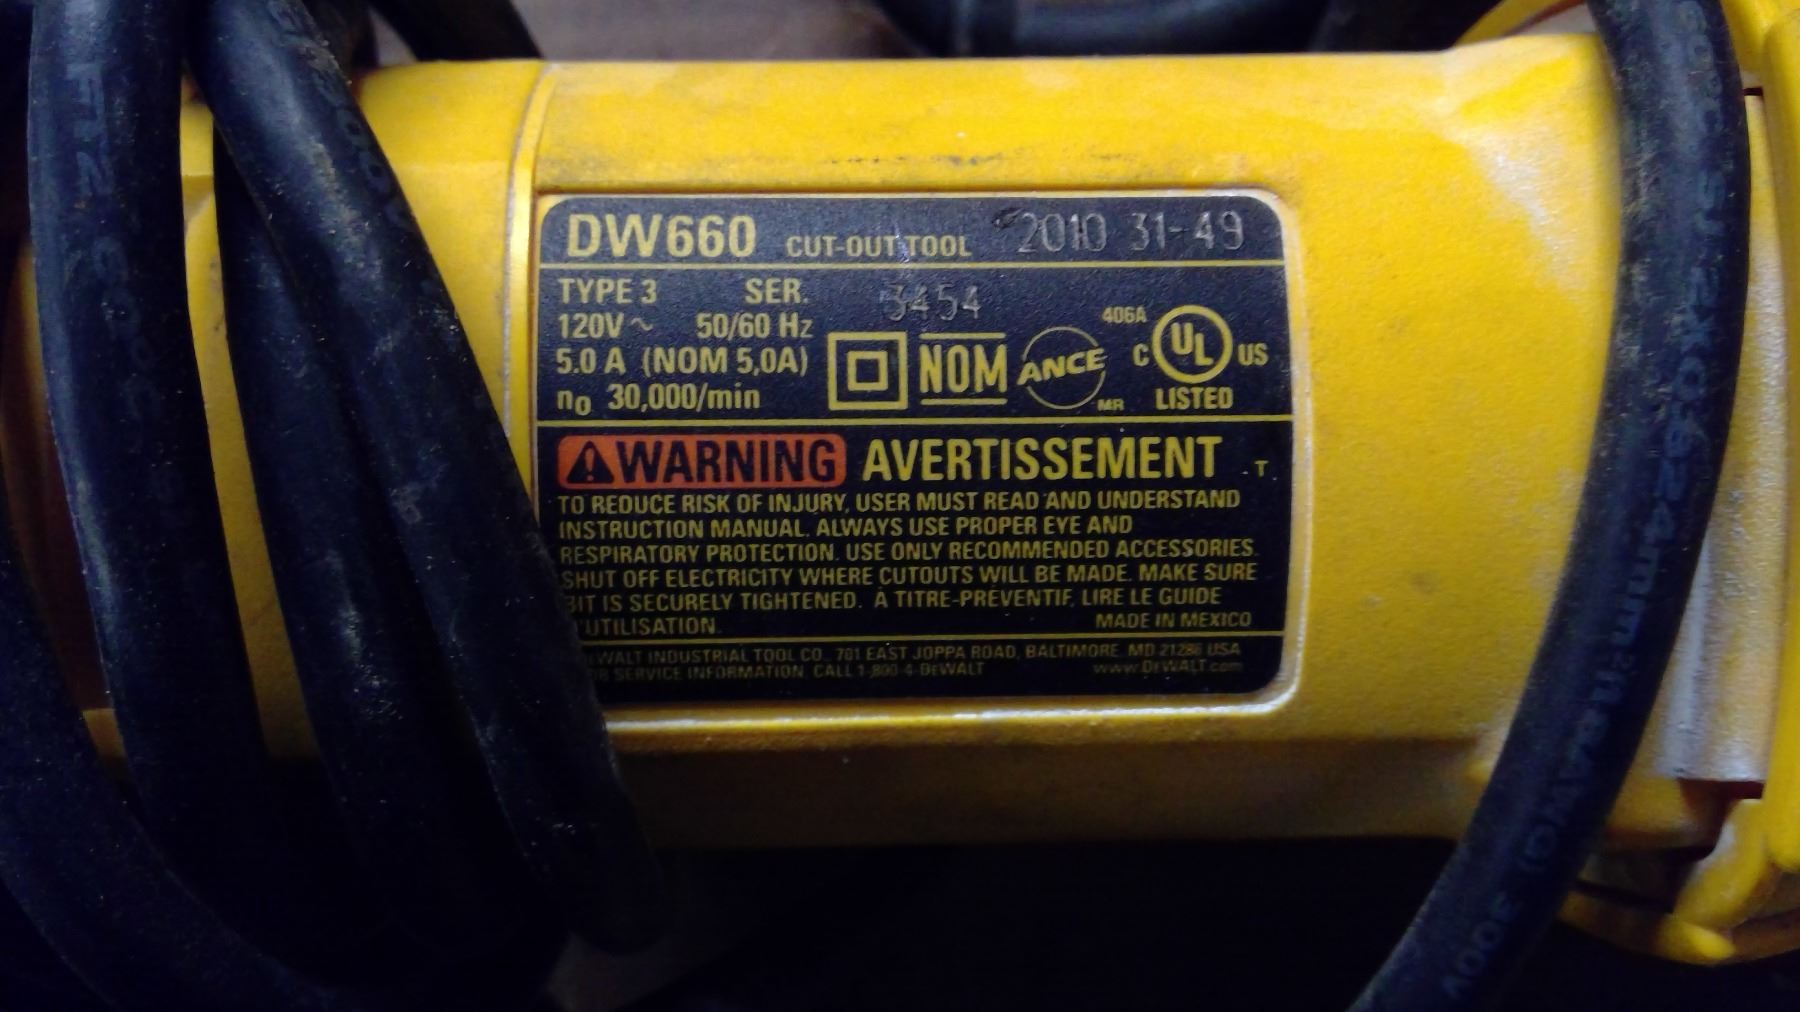 DW660 CUT-OUT TOOL 2010 31-49
TYPE 3 SER. 3454
120V ~ 50/60 Hz
5.0 A (NOM 5,0A)
n0 30,000/min
NOM
ANCE
MR
406A
C UL US
LISTED
WARNING AVERTISSEMENT T
TO REDUCE RISK OF INJURY, USER MUST READ AND UNDERSTAND
INSTRUCTION MANUAL. ALWAYS USE PROPER EYE AND
RESPIRATORY PROTECTION. USE ONLY RECOMMENDED ACCESSORIES.
SHUT OFF ELECTRICITY WHERE CUTOUTS WILL BE MADE. MAKE SURE
BIT IS SECURELY TIGHTENED. À TITRE PRÉVENTIF, LIRE LE GUIDE
'UTILISATION. MADE IN MEXICO
EWALT INDUSTRIAL TOOL CO., 701 EAST JOPPA ROAD, BALTIMORE, MD 21286 USA
OR SERVICE INFORMATION, CALL 1-800-4-DEWALT www.DEWALT.com
300V